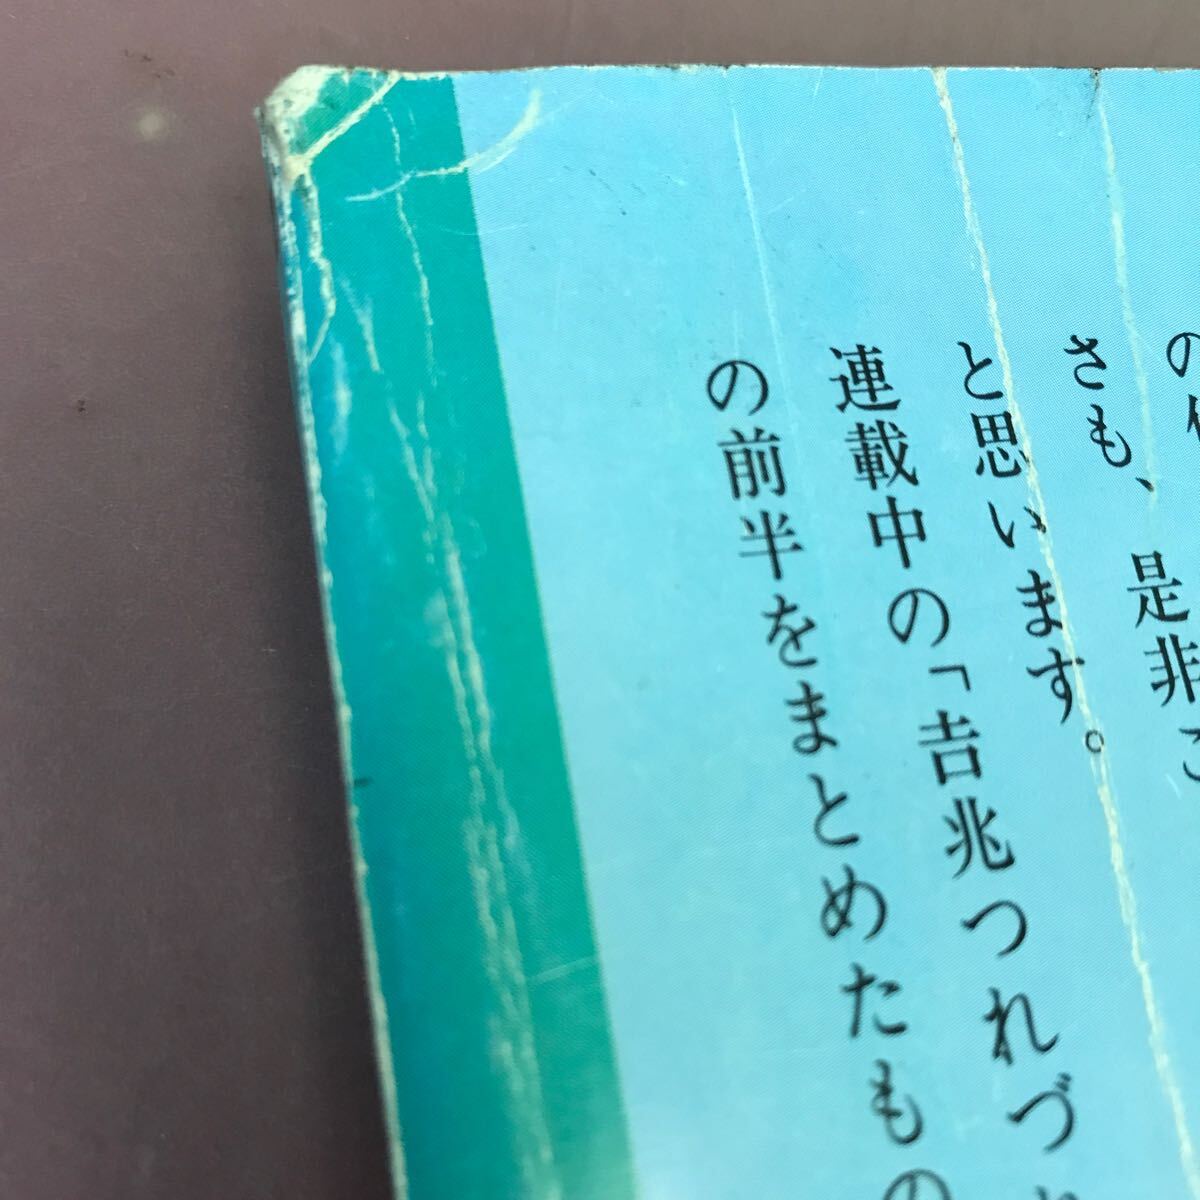 さも、是非
と思います。
連載中の「吉兆つれづ
の前半をまとめたもの